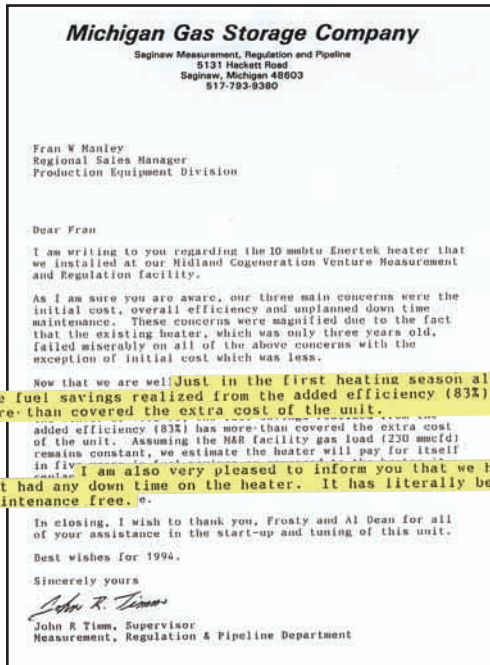 Michigan Gas Storage Company
Saginaw Measurement, Regulation and Pipeline
5131 Hackett Road
Saginaw, Michigan 48603
517-793-9380
Fran W Manley
Regional Sales Manager
Production Equipment Division
Dear Fran
I am writing to you regarding the 10 mmbtu Enertek heater that
we installed at our Midland Cogeneration Venture Measurement
and Regulation facility.
As I am sure you are aware, our three main concerns were the
initial cost, overall efficiency and unplanned down time
maintenance. These concerns were magnified due to the fact
that the existing heater, which was only three years old,
failed miserably on all of the above concerns with the
exception of initial cost which was less.
Now that we are wel Just in the first heating season al
e fuel savings realized from the added efficiency (83%)
re than covered the extra cost of the unit.
added efficiency (83%) has more than covered the extra cost
of the unit. Assuming the M&R facility gas load (230 mmcfd)
remains constant, we estimate the heater will pay for itself
in fiv
I am also very pleased to inform you that we h
t had any down time on the heater. It has literally be
intenance free. e.
In closing, I wish to thank you, Frosty and Al Dean for all
of your assistance in the start-up and tuning of this unit.
Best wishes for 1994.
Sincerely yours
John R. Timm
John R Timm, Supervisor
Measurement, Regulation & Pipeline Department